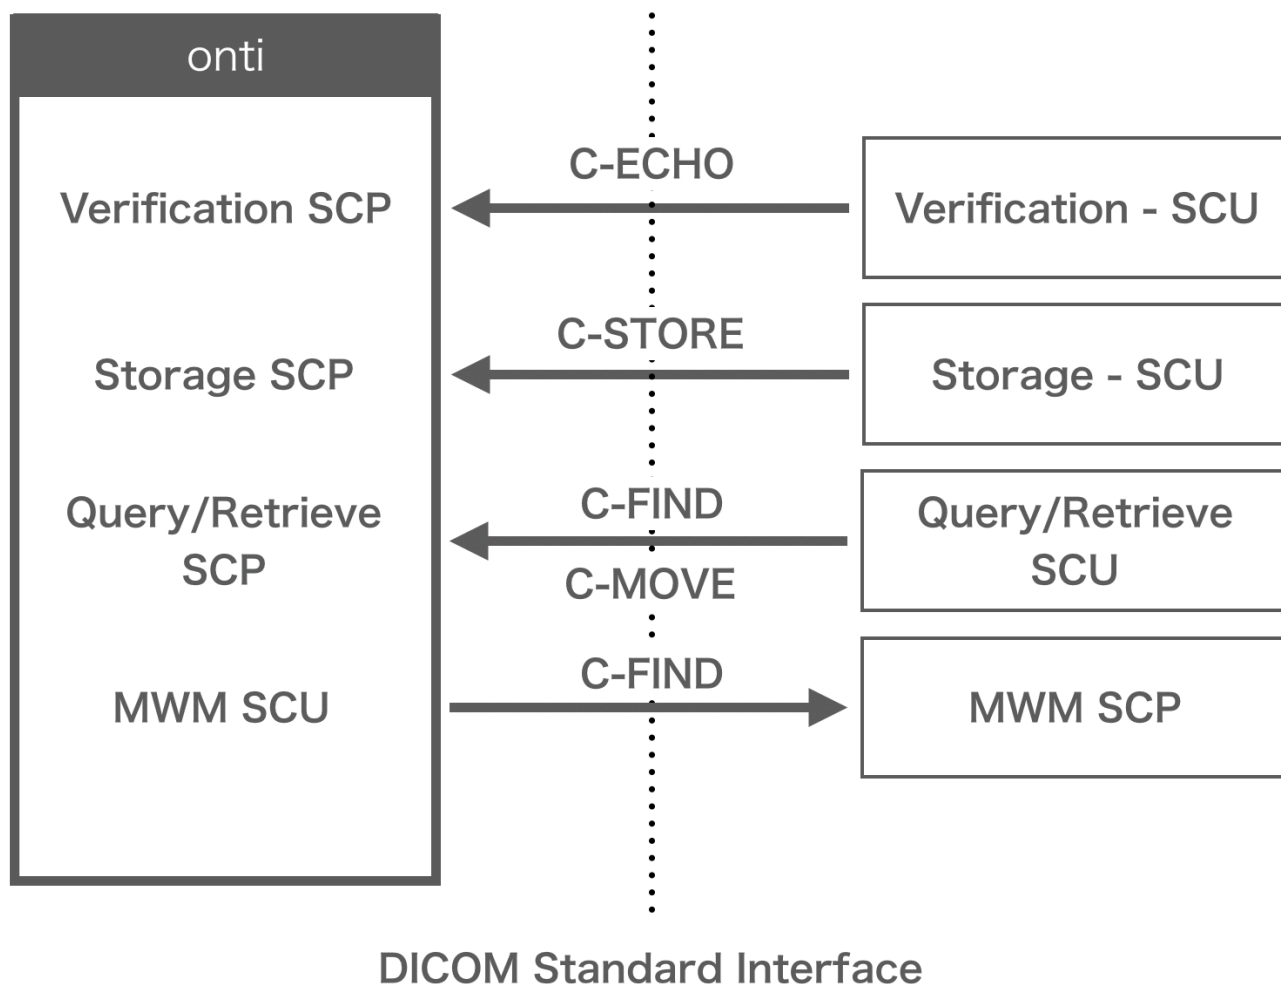 onti
C-ECHO
Verification SCP
Verification - SCU
C-STORE
Storage SCP
Storage - SCU
Query/Retrieve
SCP
C-FIND
C-MOVE
Query/Retrieve
SCU
C-FIND
MWM SCU
MWM SCP
DICOM Standard Interface